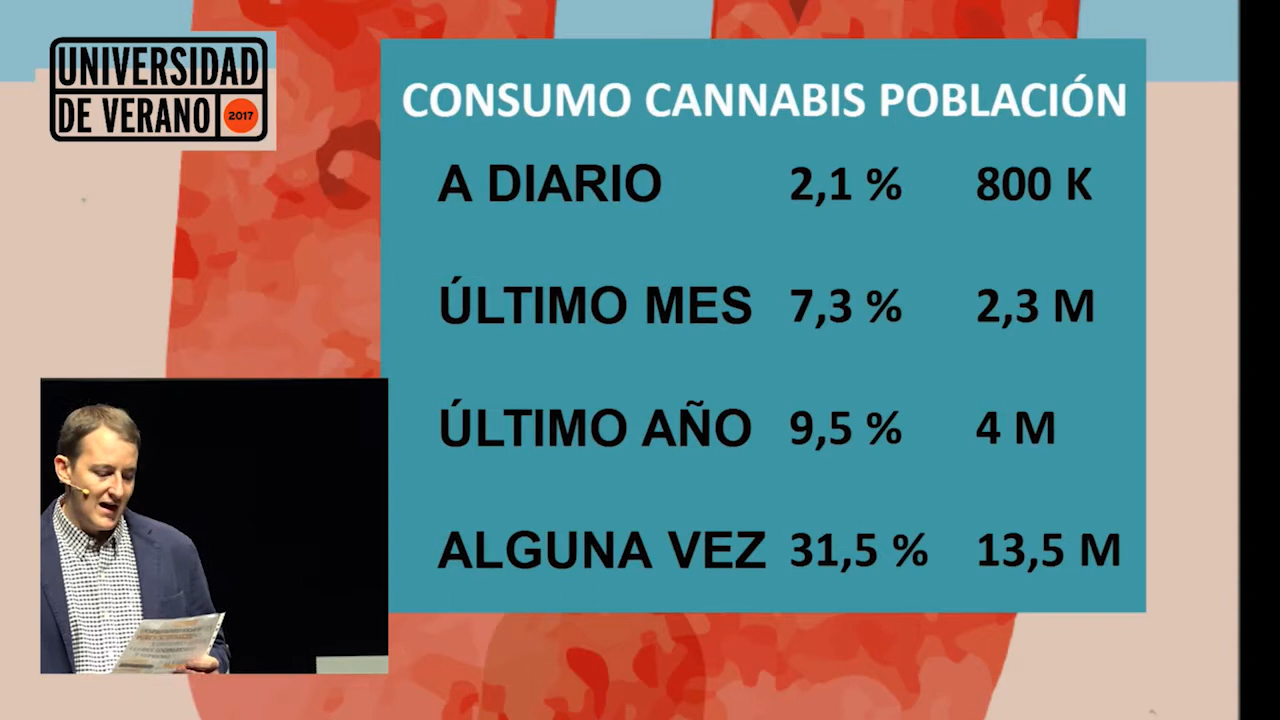 UNIVERSIDAD
DE VERANO 2017
CONSUMO CANNABIS POBLACIÓN
A DIARIO 2,1 % 800 K
ÚLTIMO MES 7,3 % 2,3 M
ÚLTIMO AÑO 9,5 % 4 M
ALGUNA VEZ 31,5 % 13,5 M